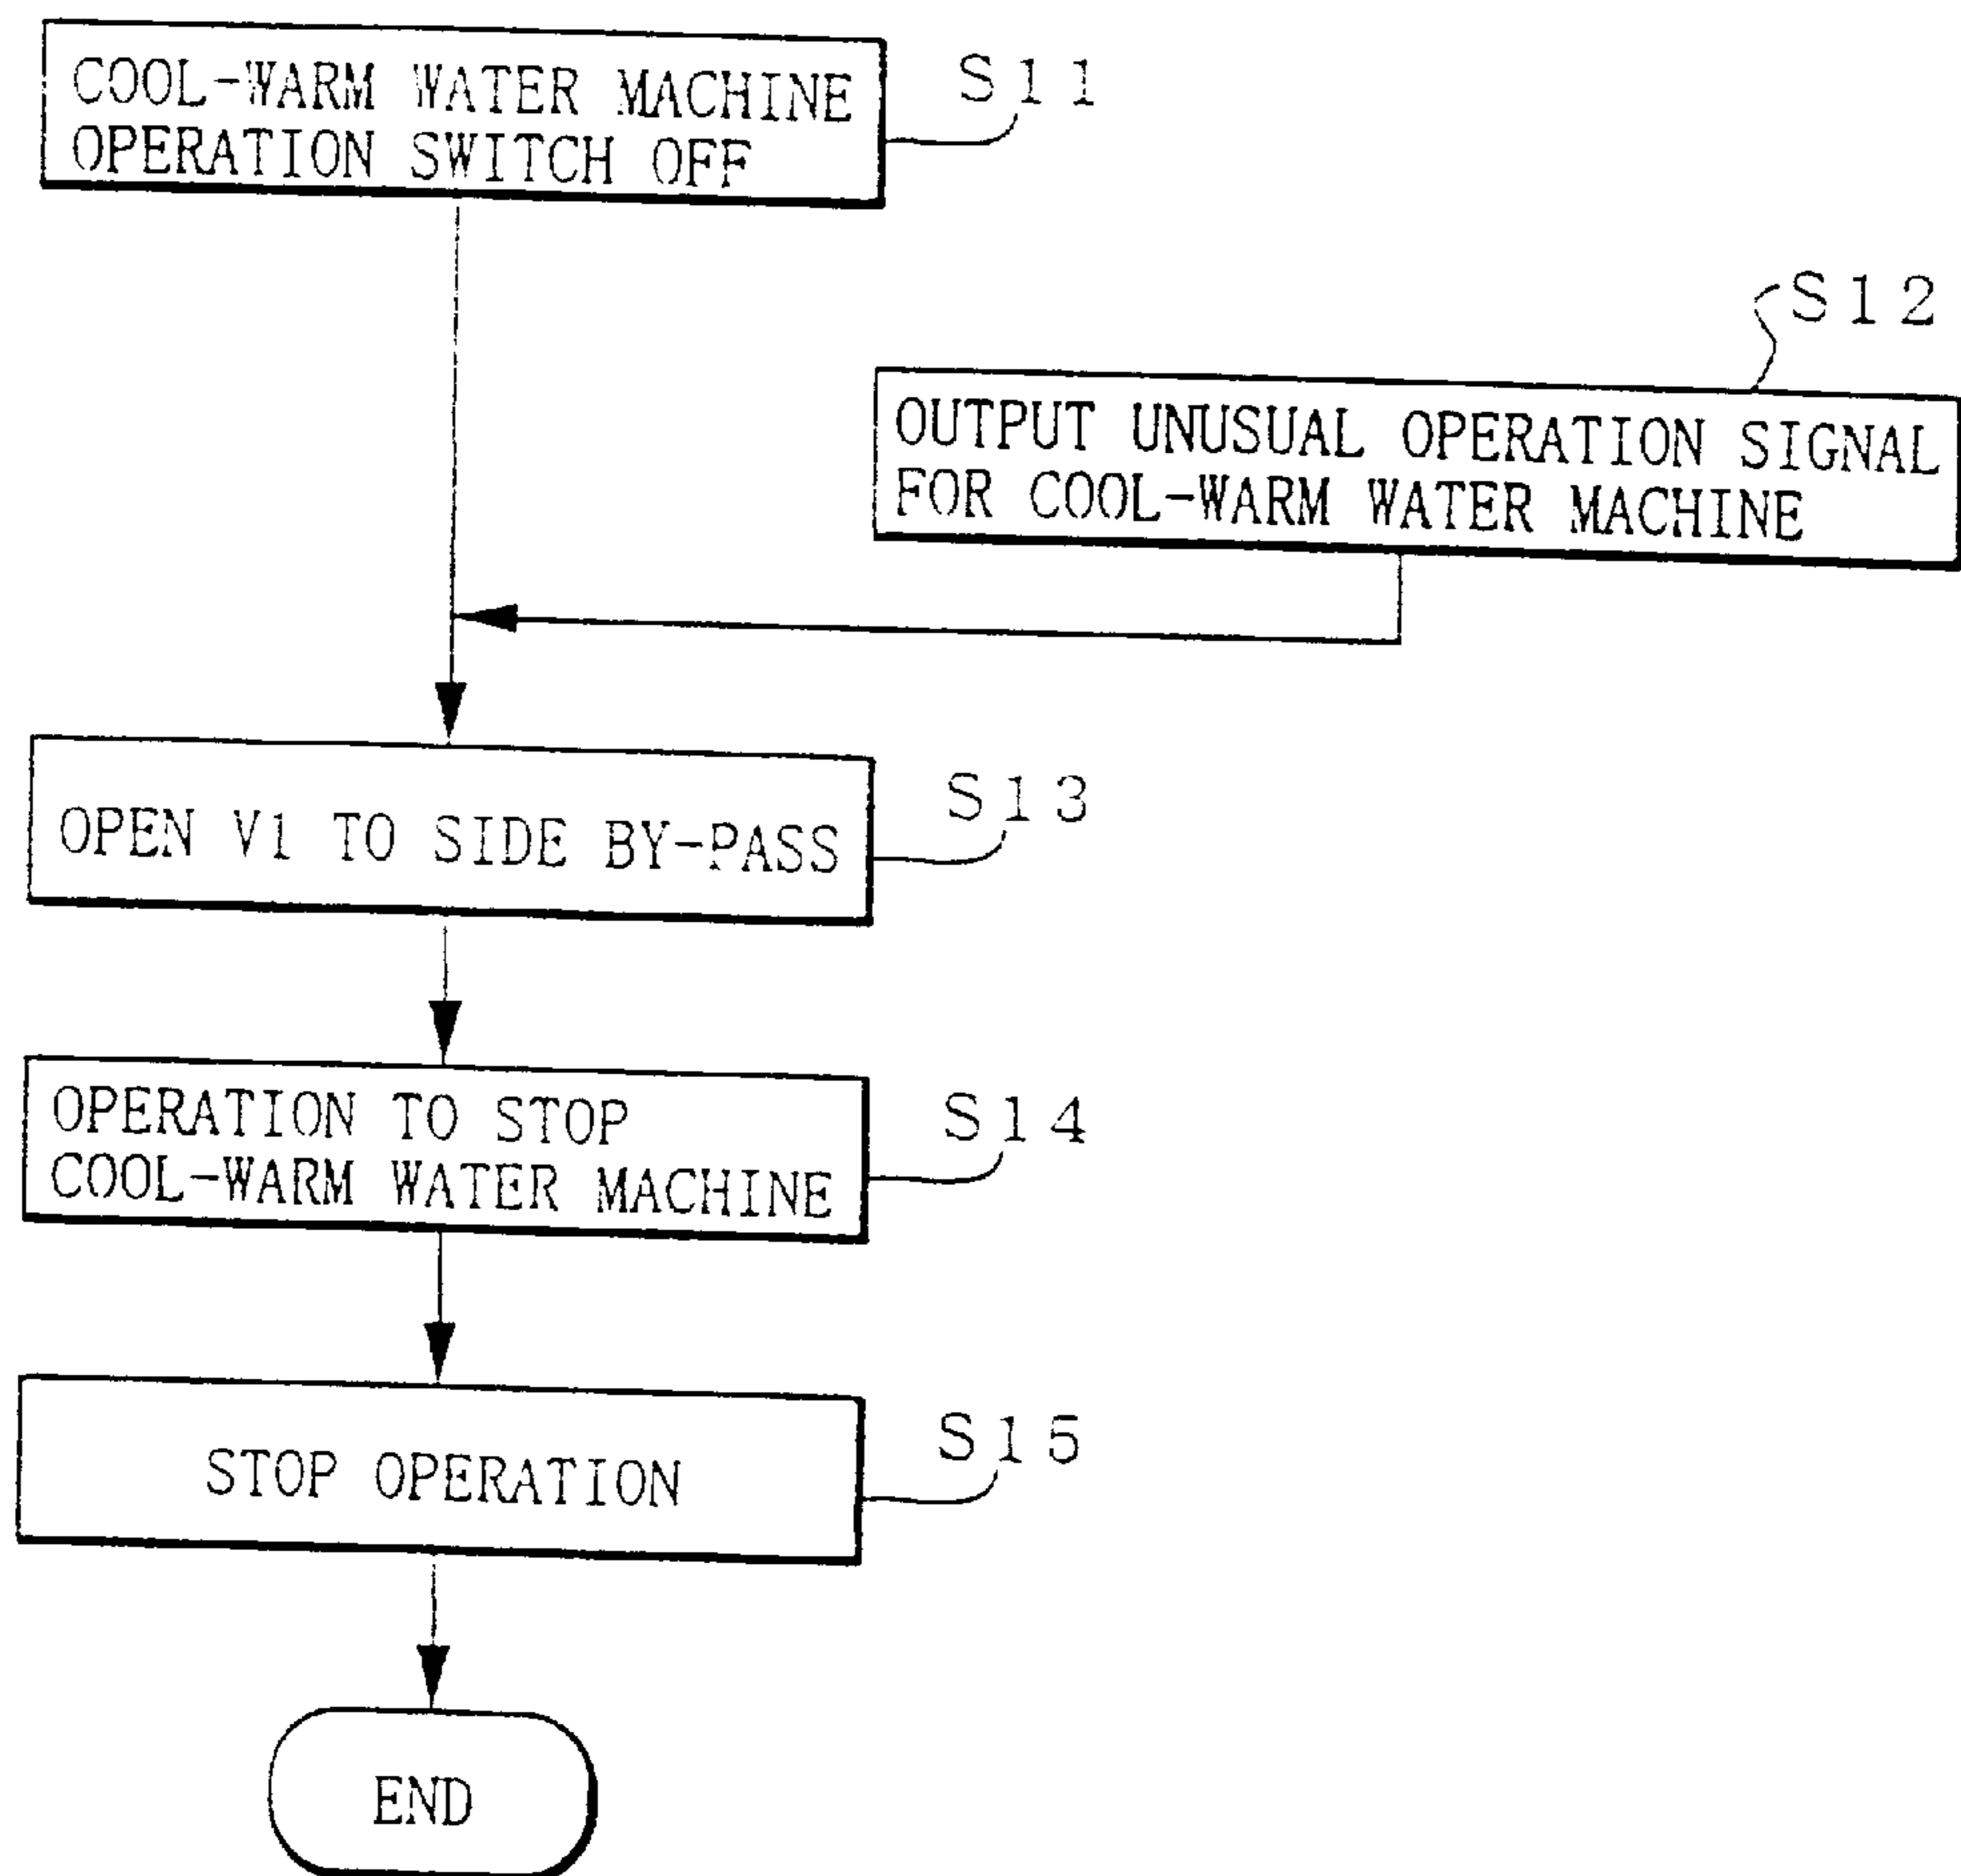 COOL-WARM WATER MACHINE
OPERATION SWITCH OFF
S11
S12
OUTPUT UNUSUAL OPERATION SIGNAL
FOR COOL-WARM WATER MACHINE
OPEN V1 TO SIDE BY-PASS
S13
OPERATION TO STOP
COOL-WARM WATER MACHINE
S14
STOP OPERATION
S15
END